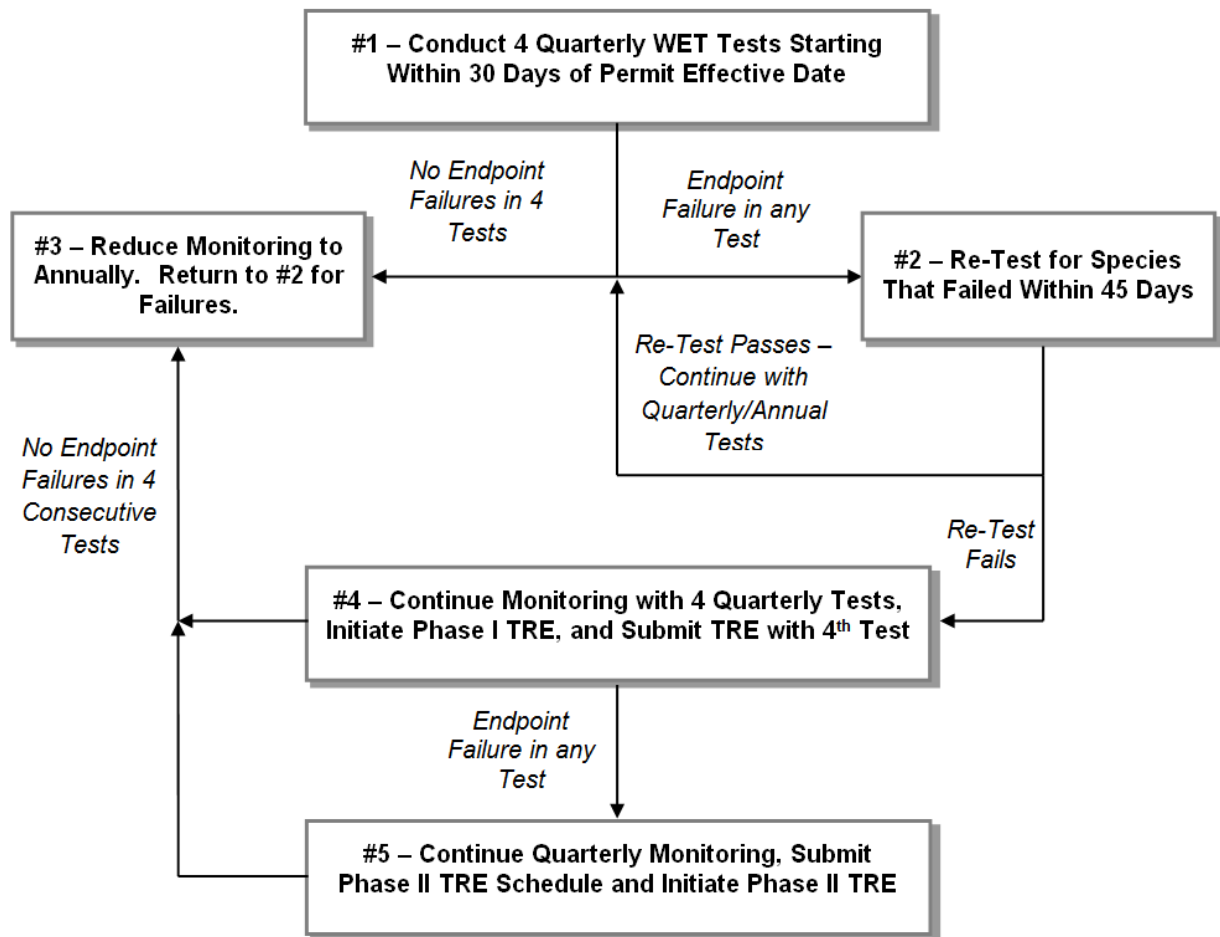 #1 – Conduct 4 Quarterly WET Tests Starting
Within 30 Days of Permit Effective Date
No Endpoint
Failures in 4
Tests
Endpoint
Failure in any
Test
#3 – Reduce Monitoring to
Annually.   Return to #2 for
Failures.
#2 – Re-Test for Species
That Failed Within 45 Days
Re-Test Passes –
Continue with
Quarterly/Annual
Tests
No Endpoint
Failures in 4
Consecutive
Tests
Re-Test
Fails
#4 – Continue Monitoring with 4 Quarterly Tests,
Initiate Phase I TRE, and Submit TRE with 4th Test
Endpoint
Failure in any
Test
#5 – Continue Quarterly Monitoring, Submit
Phase II TRE Schedule and Initiate Phase II TRE